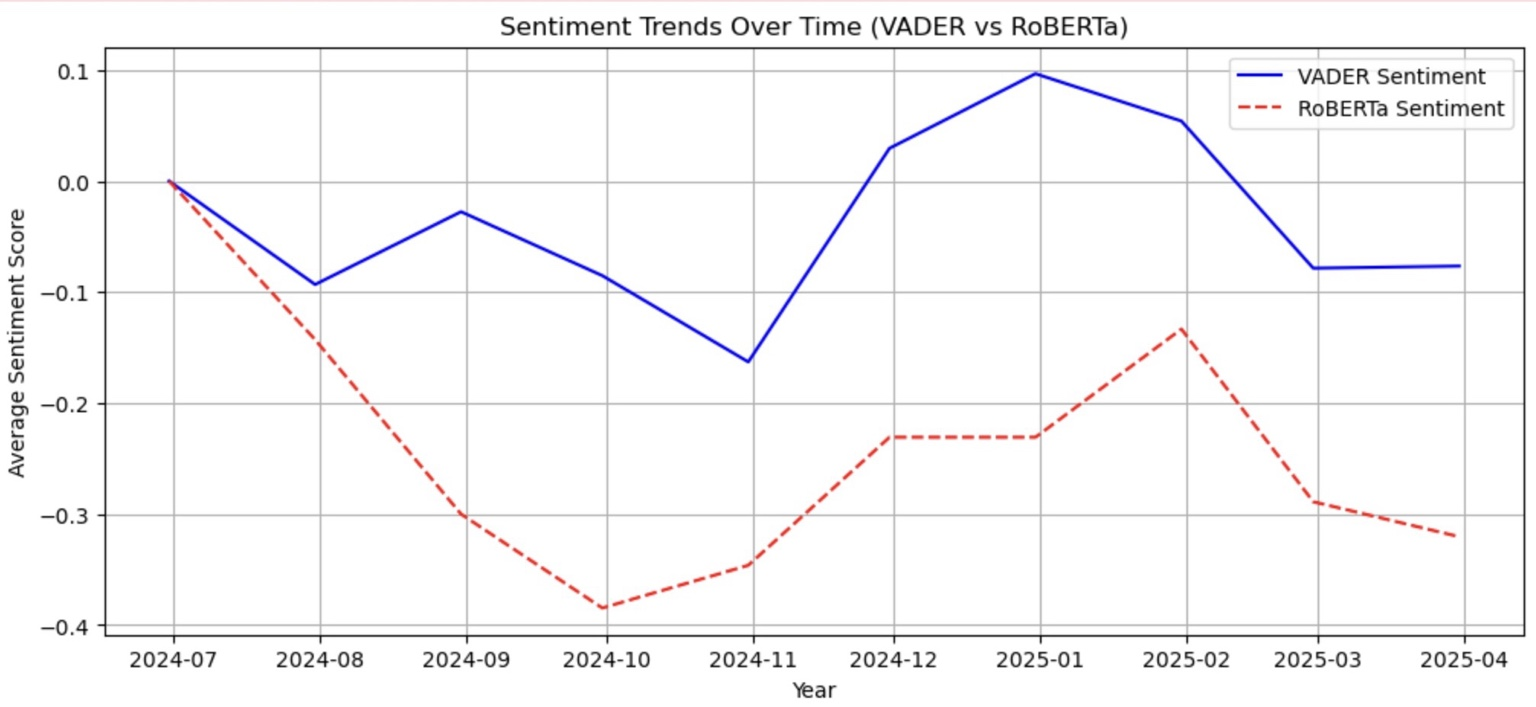 Sentiment Trends Over Time (VADER vs RoBERTa)
VADER Sentiment
RoBERTa Sentiment
Average Sentiment Score
0.1
0.0
−0.1
−0.2
−0.3
−0.4
2024-07 2024-08 2024-09 2024-10 2024-11 2024-12 2025-01 2025-02 2025-03 2025-04
Year